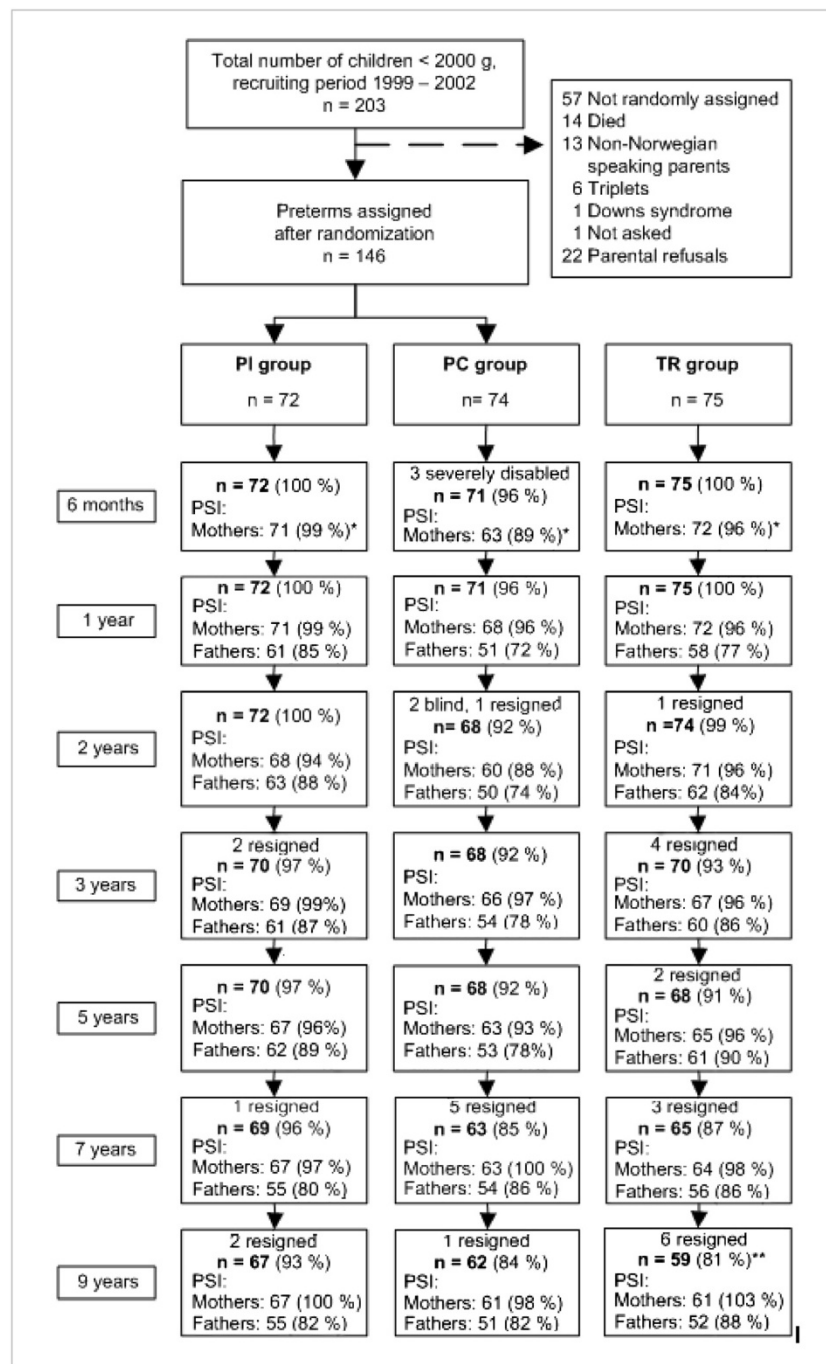 Total number of children < 2000 g,
recruiting period 1999 – 2002
n = 203
57 Not randomly assigned
14 Died
13 Non-Norwegian
speaking parents
6 Triplets
1 Downs syndrome
1 Not asked
22 Parental refusals
Preterms assigned
after randomization
n = 146
PI group
n = 72
PC group
n= 74
TR group
n = 75
6 months
n = 72 (100 %)
PSI:
Mothers: 71 (99 %)*
3 severely disabled
n = 71 (96 %)
PSI:
Mothers: 63 (89 %)*
n = 75 (100 %)
PSI:
Mothers: 72 (96 %)*
1 year
n = 72 (100 %)
PSI:
Mothers: 71 (99 %)
Fathers: 61 (85 %)
n = 71 (96 %)
PSI:
Mothers: 68 (96 %)
Fathers: 51 (72 %)
n = 75 (100 %)
PSI:
Mothers: 72 (96 %)
Fathers: 58 (77 %)
2 years
n = 72 (100 %)
PSI:
Mothers: 68 (94 %)
Fathers: 63 (88 %)
2 blind, 1 resigned
n= 68 (92 %)
PSI:
Mothers: 60 (88 %)
Fathers: 50 (74 %)
1 resigned
n =74 (99 %)
PSI:
Mothers: 71 (96 %)
Fathers: 62 (84%)
3 years
2 resigned
n = 70 (97 %)
PSI:
Mothers: 69 (99%)
Fathers: 61 (87 %)
n = 68 (92 %)
PSI:
Mothers: 66 (97 %)
Fathers: 54 (78 %)
4 resigned
n = 70 (93 %)
PSI:
Mothers: 67 (96 %)
Fathers: 60 (86 %)
5 years
n = 70 (97 %)
PSI:
Mothers: 67 (96%)
Fathers: 62 (89 %)
n = 68 (92 %)
PSI:
Mothers: 63 (93 %)
Fathers: 53 (78%)
2 resigned
n = 68 (91 %)
PSI:
Mothers: 65 (96 %)
Fathers: 61 (90 %)
7 years
1 resigned
n = 69 (96 %)
PSI:
Mothers: 67 (97 %)
Fathers: 55 (80 %)
5 resigned
n = 63 (85 %)
PSI:
Mothers: 63 (100 %)
Fathers: 54 (86 %)
3 resigned
n = 65 (87 %)
PSI:
Mothers: 64 (98 %)
Fathers: 56 (86 %)
9 years
2 resigned
n = 67 (93 %)
PSI:
Mothers: 67 (100 %)
Fathers: 55 (82 %)
1 resigned
n = 62 (84 %)
PSI:
Mothers: 61 (98 %)
Fathers: 51 (82 %)
6 resigned
n = 59 (81 %)**
PSI:
Mothers: 61 (103 %)
Fathers: 52 (88 %)